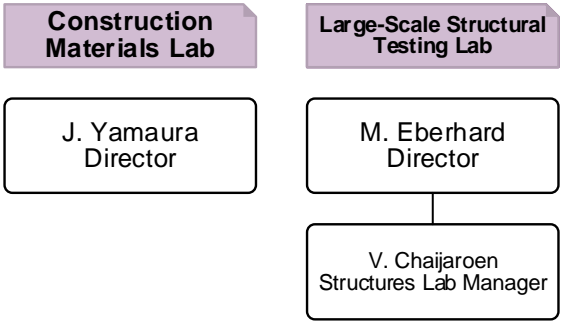 Construction
Materials Lab
J. Yamaura
Director
Large-Scale Structural
Testing Lab
M. Eberhard
Director
V. Chaijaroen
Structures Lab Manager